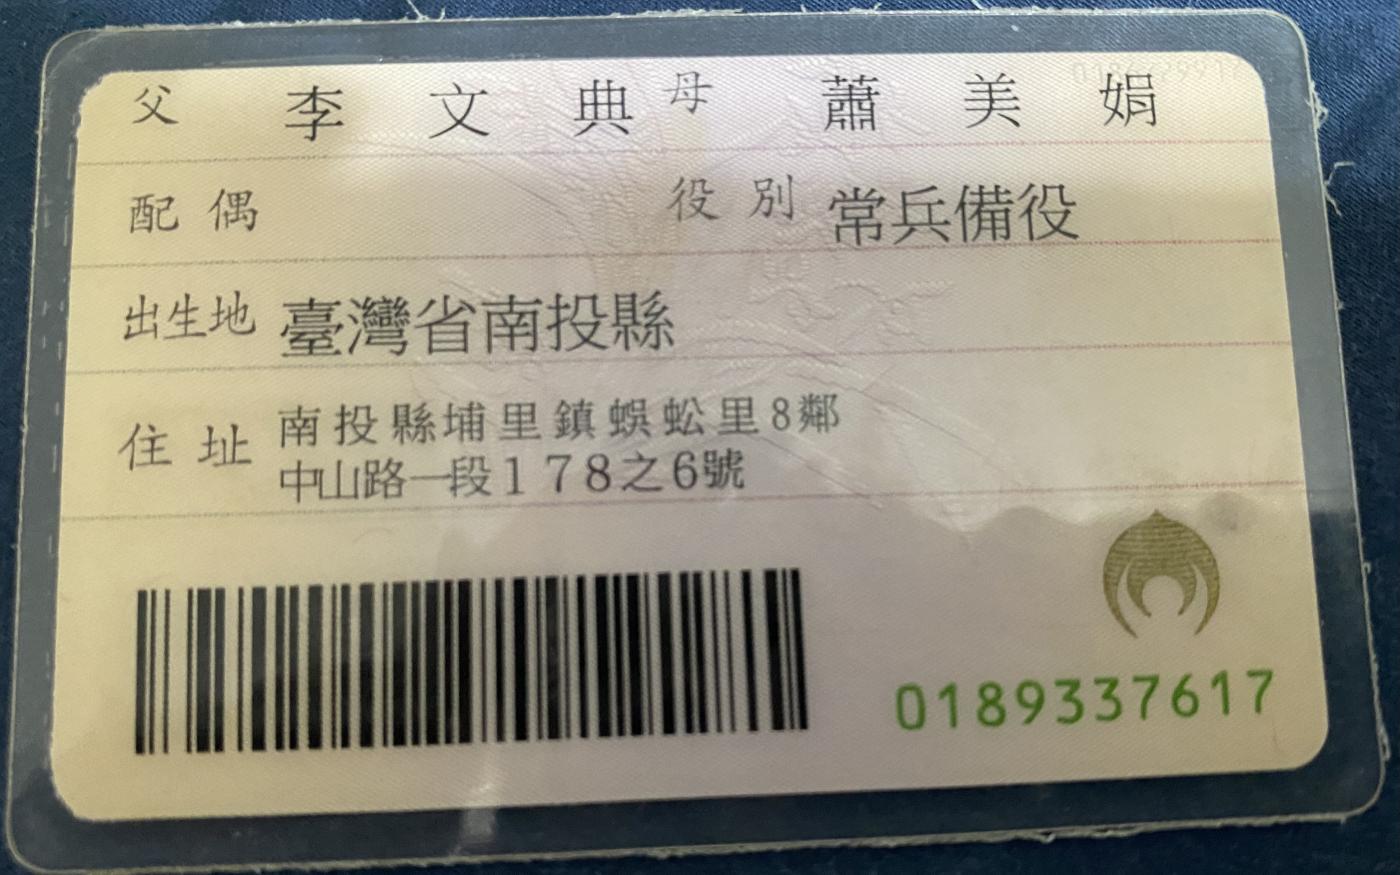 父 李文典 母 蕭美娟
配偶 役別 常兵備役
出生地 臺灣省南投縣
住址 南投縣埔里鎮蜈蚣里8鄰
中山路一段178之6號
0189337617